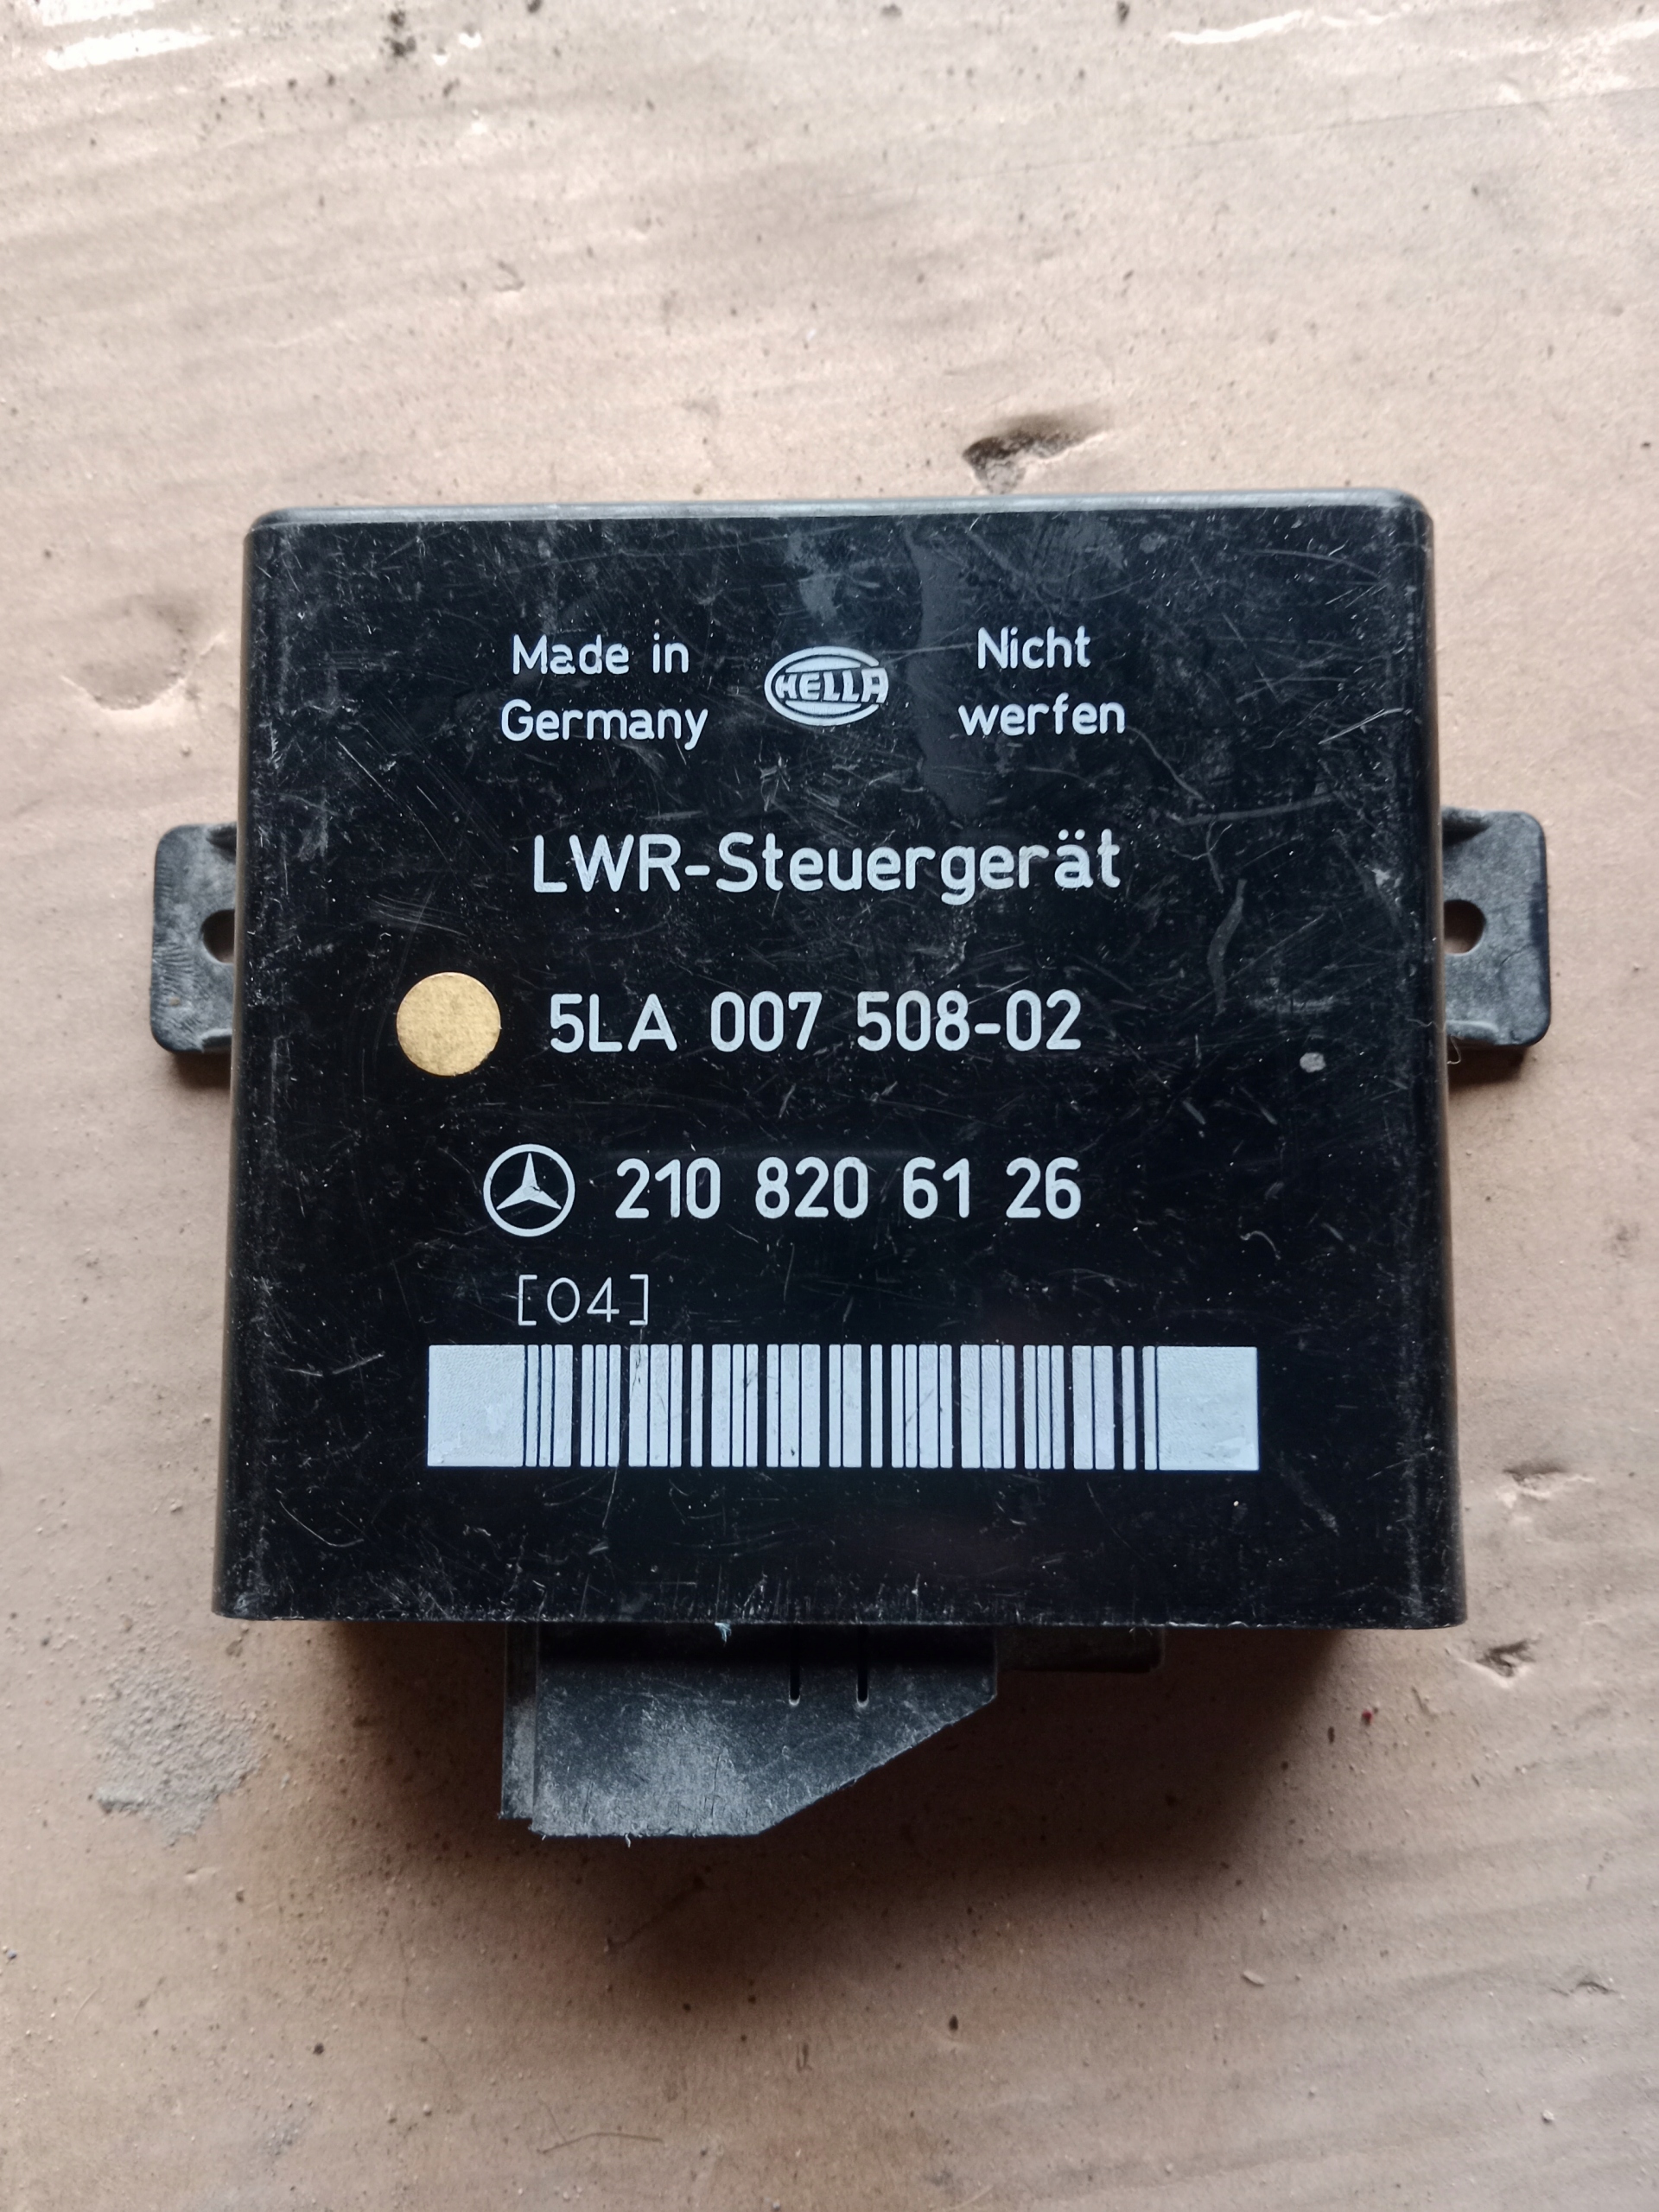 Made in
Germany
HELLA
Nicht
werfen
LWR-Steuergerät
5LA 007 508-02
210 820 61 26
[04]